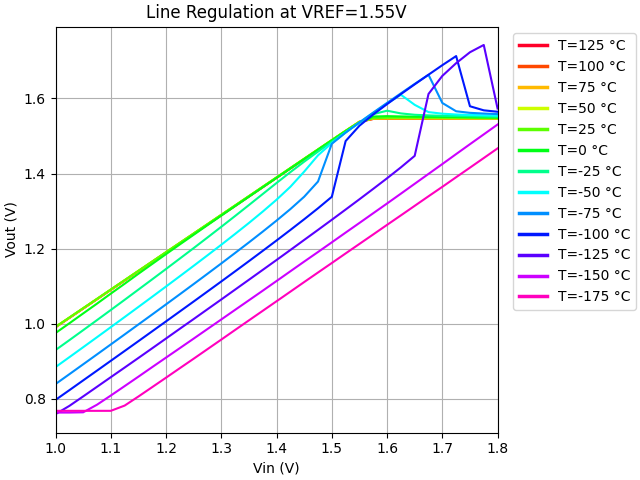 Line Regulation at VREF=1.55V
Vout (V)
1.6
1.4
1.2
1.0
0.8
1.0 1.1 1.2 1.3 1.4 1.5 1.6 1.7 1.8
Vin (V)
T=125 °C
T=100 °C
T=75 °C
T=50 °C
T=25 °C
T=0 °C
T=-25 °C
T=-50 °C
T=-75 °C
T=-100 °C
T=-125 °C
T=-150 °C
T=-175 °C